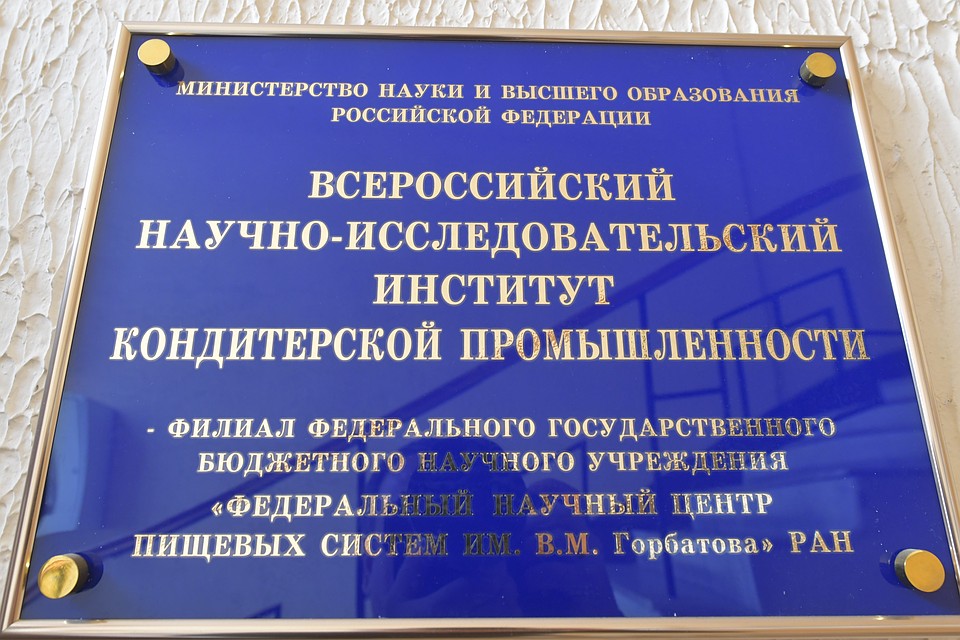 МИНИСТЕРСТВО НАУКИ И ВЫСШЕГО ОБРАЗОВАНИЯ
РОССИЙСКОЙ ФЕДЕРАЦИИ
ВСЕРОССИЙСКИЙ
НАУЧНО-ИССЛЕДОВАТЕЛЬСКИЙ
ИНСТИТУТ
КОНДИТЕРСКОЙ ПРОМЫШЛЕННОСТИ
- ФИЛИАЛ ФЕДЕРАЛЬНОГО ГОСУДАРСТВЕННОГО
БЮДЖЕТНОГО НАУЧНОГО УЧРЕЖДЕНИЯ
«ФЕДЕРАЛЬНЫЙ НАУЧНЫЙ ЦЕНТР
ПИЩЕВЫХ СИСТЕМ ИМ. В.М. Горбатова» РАН